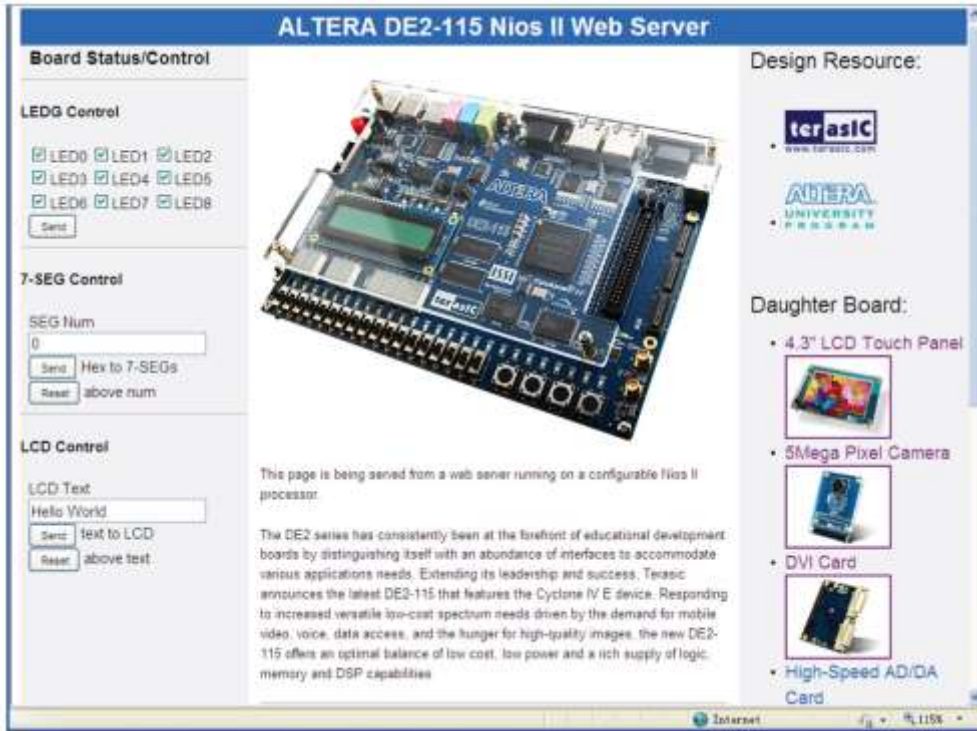 ALTERA DE2-115 Nios II Web Server
Board Status/Control
LEDG Control
LED0 LED1 LED2
LED3 LED4 LED5
LED6 LED7 LED8
Send
7-SEG Control
SEG Num
0
Send Hex to 7-SEGs
Reset above num
LCD Control
LCD Text
Hello World
Send text to LCD
Reset above text
ALTERA
DE2-115
ISSI
terasIC
This page is being served from a web server running on a configurable Nios II
processor.
The DE2 series has consistently been at the forefront of educational development
boards by distinguishing itself with an abundance of interfaces to accommodate
various applications needs. Extending its leadership and success, Terasic
announces the latest DE2-115 that features the Cyclone IV E device. Responding
to increased versatile low-cost spectrum needs driven by the demand for mobile
video, voice, data access, and the hunger for high-quality images, the new DE2-
115 offers an optimal balance of low cost, low power and a rich supply of logic,
memory and DSP capabilities
Design Resource:
terasIC
www.terasic.com
ALTERA
UNIVERSITY
PROGRAM
Daughter Board:
4.3" LCD Touch Panel
5Mega Pixel Camera
DVI Card
High-Speed AD/DA
Card
Internet
115%